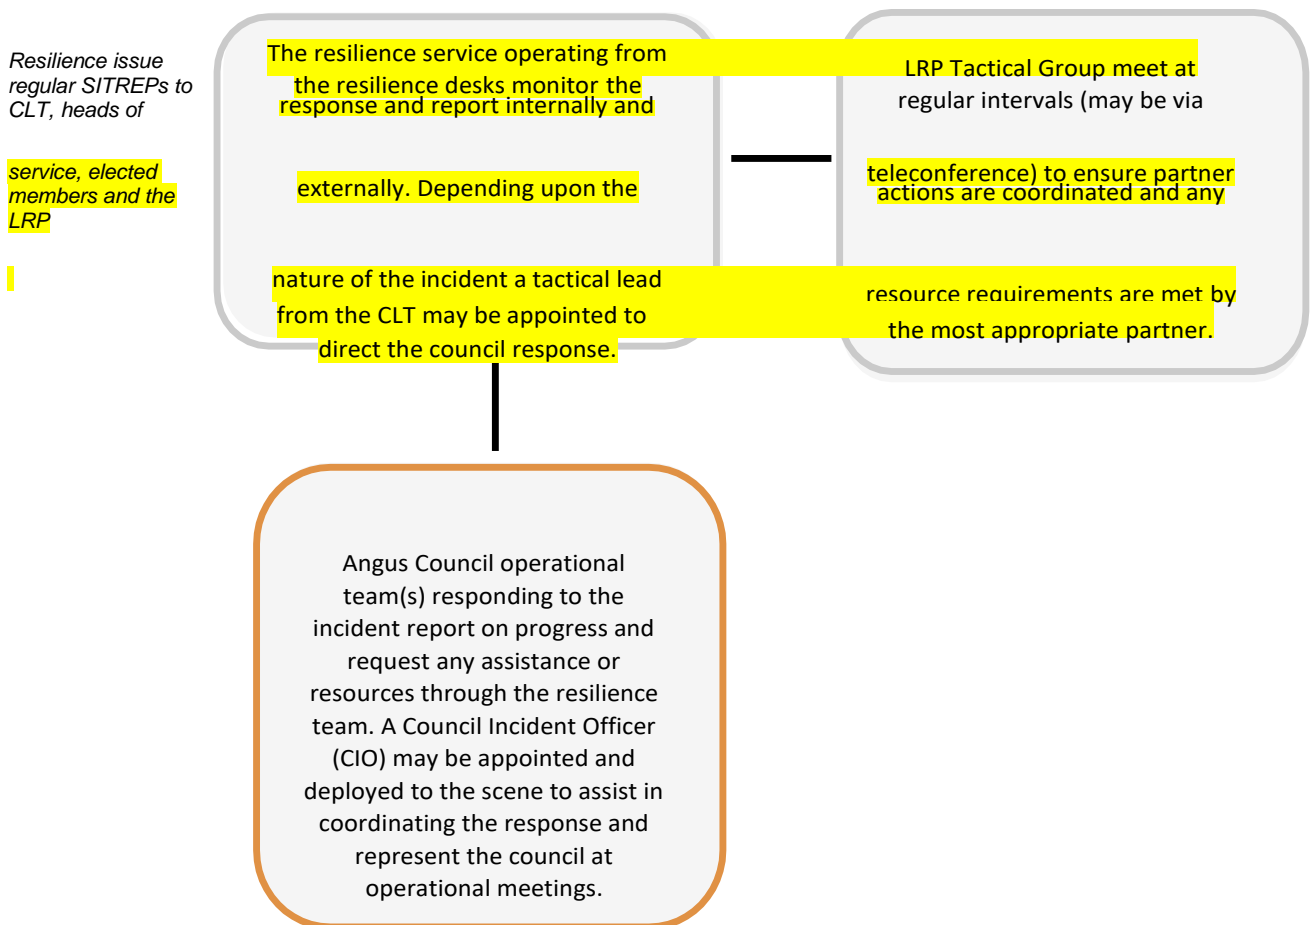 Resilience issue
regular SITREPs to
CLT, heads of
service, elected
members and the
LRP
The resilience service operating from
the resilience desks monitor the
response and report internally and
externally. Depending upon the
nature of the incident a tactical lead
from the CLT may be appointed to
direct the council response.
LRP Tactical Group meet at
regular intervals (may be via
teleconference) to ensure partner
actions are coordinated and any
resource requirements are met by
the most appropriate partner.
Angus Council operational
team(s) responding to the
incident report on progress and
request any assistance or
resources through the resilience
team. A Council Incident Officer
(CIO) may be appointed and
deployed to the scene to assist in
coordinating the response and
represent the council at
operational meetings.